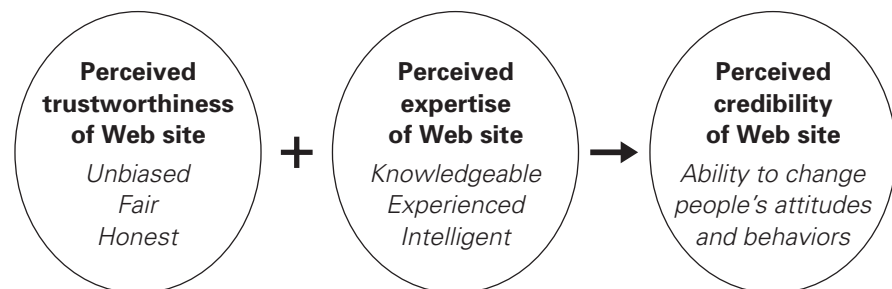 Perceived
trustworthiness
of Web site
Unbiased
Fair
Honest
+
Perceived
expertise
of Web site
Knowledgeable
Experienced
Intelligent
Perceived
credibility
of Web site
Ability to change
people’s attitudes
and behaviors